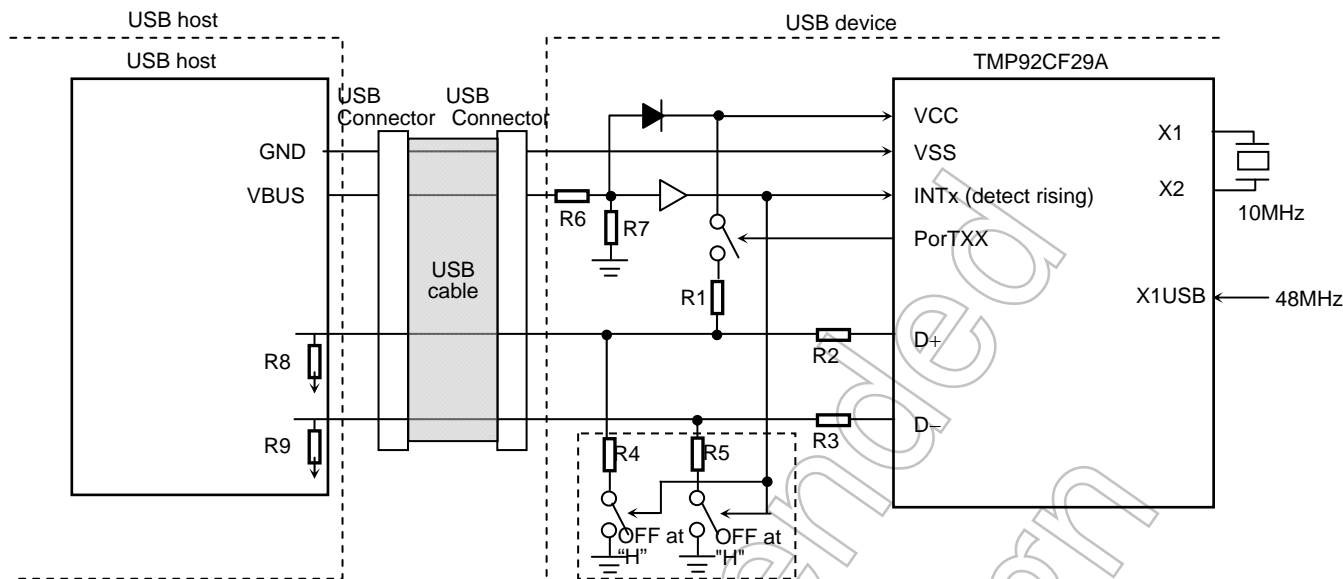 USB host
USB device
USB host
TMP92CF29A
USB
Connector
USB
Connector
VCC
X1
GND
VSS
VBUS
INTx (detect rising)
X2
R6
R7
10MHz
PorTXX
USB
cable
R1
X1USB
48MHz
R8
R2
D+
R9
R3
D−
R4
R5
OFF at
“H”
OFF at
"H"